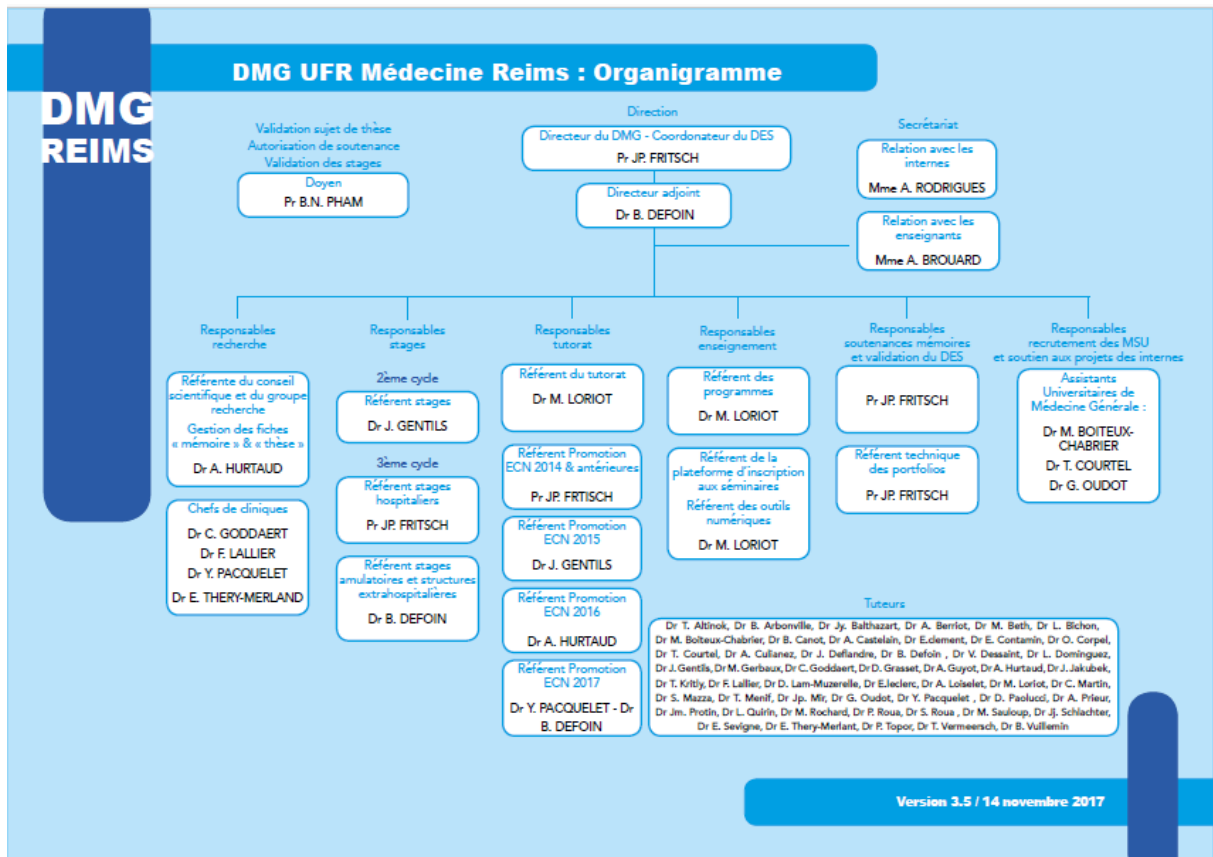 DMG UFR Médecine Reims : Organigramme
DMG
REIMS
Validation sujet de thèse
Autorisation de soutenance
Validation des stages
Doyen
Pr B.N. PHAM
Direction
Directeur du DMG - Coordonateur du DES
Pr JP. FRITSCH
Directeur adjoint
Dr B. DEFOIN
Secrétariat
Relation avec les
internes
Mme A. RODRIGUES
Relation avec les
enseignants
Mme A. BROUARD
Responsables
recherche
Référente du conseil
scientifique et du groupe
recherche
Gestion des fiches
« mémoire » & « thèse »
Dr A. HURTAUD
Chefs de cliniques
Dr C. GODDAERT
Dr F. LALLIER
Dr Y. PACQUELET
Dr E. THERY-MERLAND
Responsables
stages
2ème cycle
Référent stages
Dr J. GENTILS
3ème cycle
Référent stages
hospitaliers
Pr JP. FRITSCH
Référent stages
amulatoires et structures
extrahospitalières
Dr B. DEFOIN
Responsables
tutorat
Référent du tutorat
Dr M. LORIOT
Référent Promotion
ECN 2014 & antérieures
Pr JP. FRTISCH
Référent Promotion
ECN 2015
Dr J. GENTILS
Référent Promotion
ECN 2016
Dr A. HURTAUD
Référent Promotion
ECN 2017
Dr Y. PACQUELET - Dr
B. DEFOIN
Responsables
enseignement
Référent des
programmes
Dr M. LORIOT
Référent de la
plateforme d'inscription
aux séminaires
Référent des outils
numériques
Dr M. LORIOT
Responsables
soutenances mémoires
et validation du DES
Pr JP. FRITSCH
Référent technique
des portfolios
Pr JP. FRITSCH
Responsables
recrutement des MSU
et soutien aux projets des internes
Assistants
Universitaires de
Médecine Générale :
Dr M. BOITEUX-
CHABRIER
Dr T. COURTEL
Dr G. OUDOT
Tuteurs
Dr T. Altinok, Dr B. Arbonville, Dr Jy. Balthazart, Dr A. Berriot, Dr M. Beth, Dr L. Bichon,
Dr M. Boiteux-Chabrier, Dr B. Canot, Dr A. Castelain, Dr E.clement, Dr E. Contamin, Dr O. Corpel,
Dr T. Courtel, Dr A. Culianez, Dr J. Deflandre, Dr B. Defoin , Dr V. Dessaint, Dr L. Dominguez,
Dr J. Gentils, Dr M. Gerbaux, Dr C. Goddaert, Dr D. Grasset, Dr A. Guyot, Dr A. Hurtaud, Dr J. Jakubek,
Dr T. Kritly, Dr F. Lallier, Dr D. Lam-Muzerelle, Dr E.leclerc, Dr A. Loiselet, Dr M. Loriot, Dr C. Martin,
Dr S. Mazza, Dr T. Menif, Dr Jp. Mir, Dr G. Oudot, Dr Y. Pacquelet , Dr D. Paolucci, Dr A. Prieur,
Dr Jm. Protin, Dr L. Quirin, Dr M. Rochard, Dr P. Roua, Dr S. Roua , Dr M. Sauloup, Dr Jj. Schlachter,
Dr E. Sevigne, Dr E. Thery-Merlant, Dr P. Topor, Dr T. Vermeersch, Dr B. Vuillemin
Version 3.5 / 14 novembre 2017